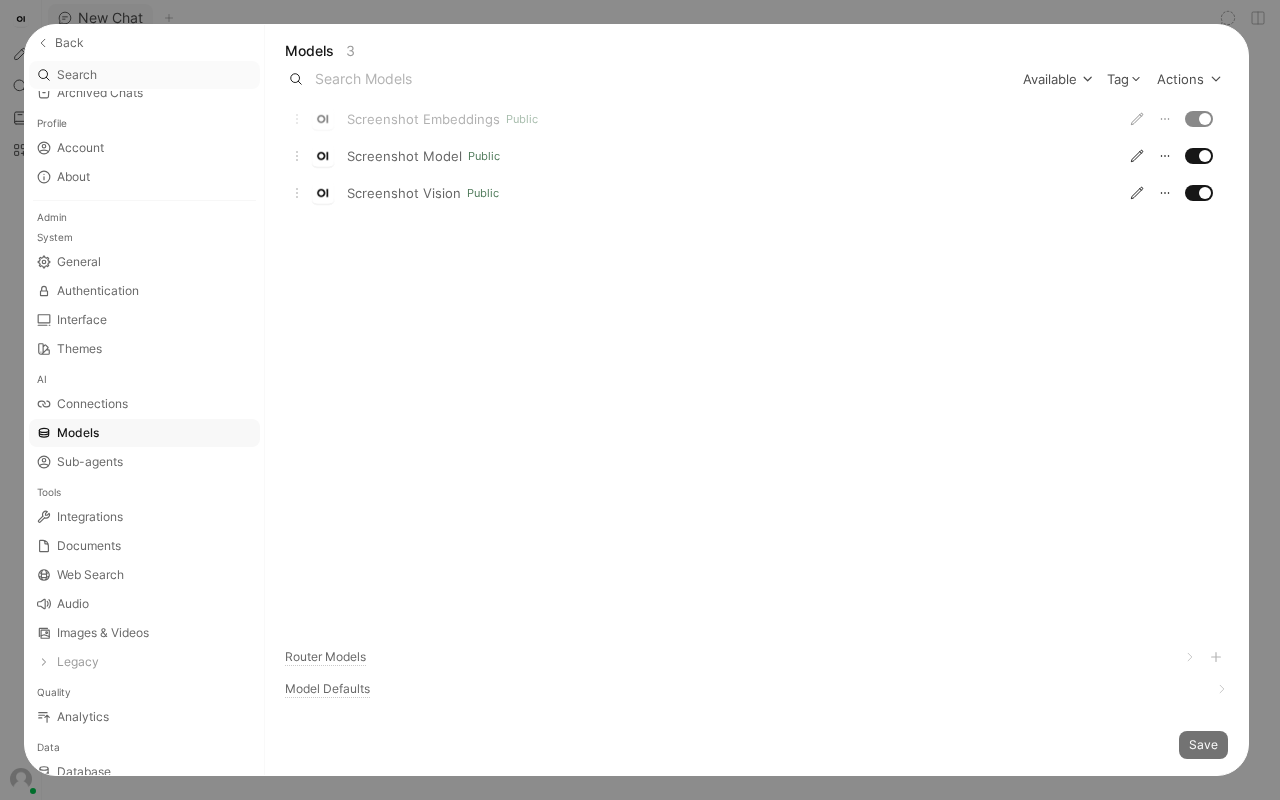 OI New Chat
Back
Search
Archived Chats
Profile
Account
About
Admin
System
General
Authentication
Interface
Themes
AI
Connections
Models
Sub-agents
Tools
Integrations
Documents
Web Search
Audio
Images & Videos
Legacy
Quality
Analytics
Data
Database
Models 3
Search Models
Available Tag Actions
OI Screenshot Embeddings Public
OI Screenshot Model Public
OI Screenshot Vision Public
Router Models
Model Defaults
Save